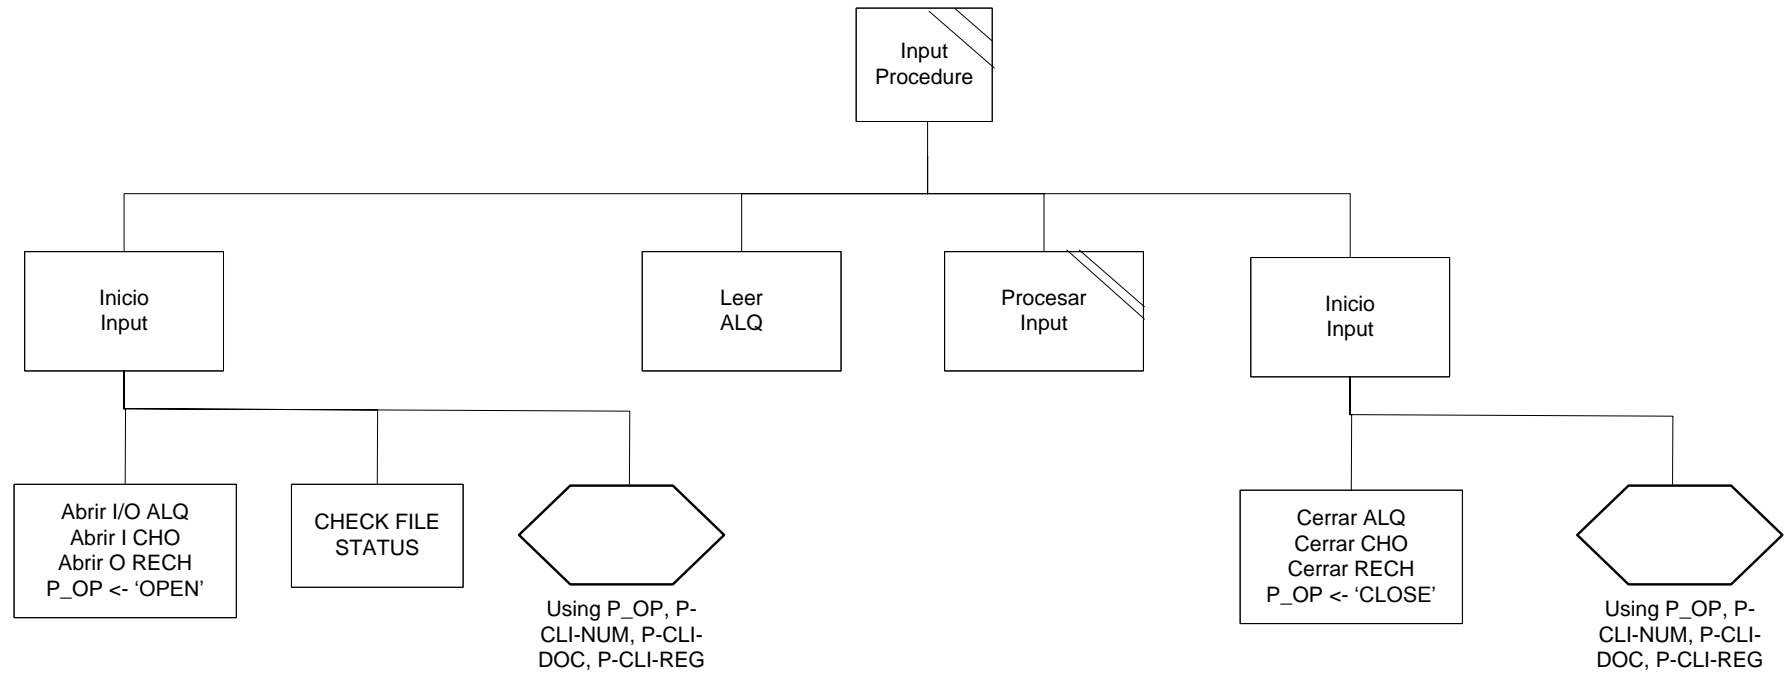 Input
Procedure
Inicio
Input
Leer
ALQ
Procesar
Input
Inicio
Input
Abrir I/O ALQ
Abrir I CHO
Abrir O RECH
P_OP <- ‘OPEN’
CHECK FILE
STATUS
Using P_OP, P-
CLI-NUM, P-CLI-
DOC, P-CLI-REG
Cerrar ALQ
Cerrar CHO
Cerrar RECH
P_OP <- ‘CLOSE’
Using P_OP, P-
CLI-NUM, P-CLI-
DOC, P-CLI-REG